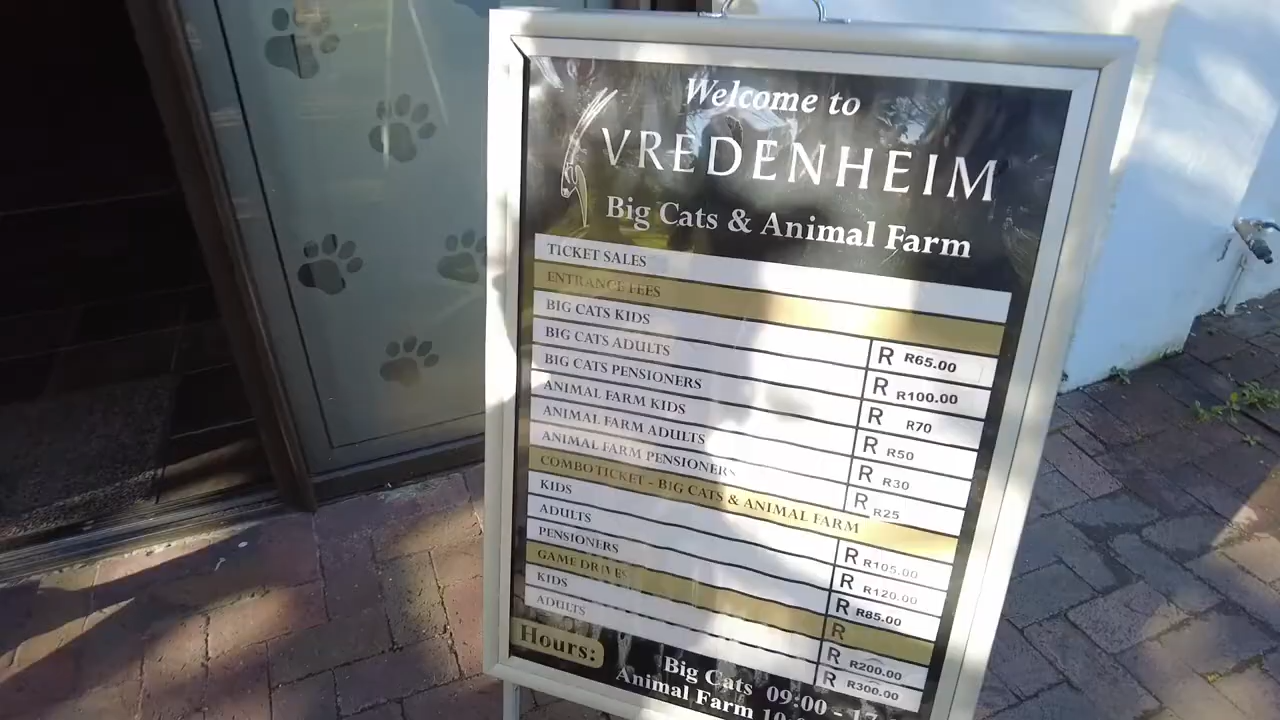 Welcome to
VREDENHEIM
Big Cats & Animal Farm
TICKET SALES
ENTRANCE FEES
BIG CATS KIDS R R65.00
BIG CATS ADULTS R R100.00
BIG CATS PENSIONERS R R70
ANIMAL FARM KIDS R R50
ANIMAL FARM ADULTS R R30
ANIMAL FARM PENSIONERS R R25
COMBO TICKET - BIG CATS & ANIMAL FARM
KIDS R R105.00
ADULTS R R120.00
PENSIONERS R R85.00
GAME DRIVES R
KIDS R R200.00
ADULTS R R300.00
Hours:
Big Cats 09:00 - 17
Animal Farm 10